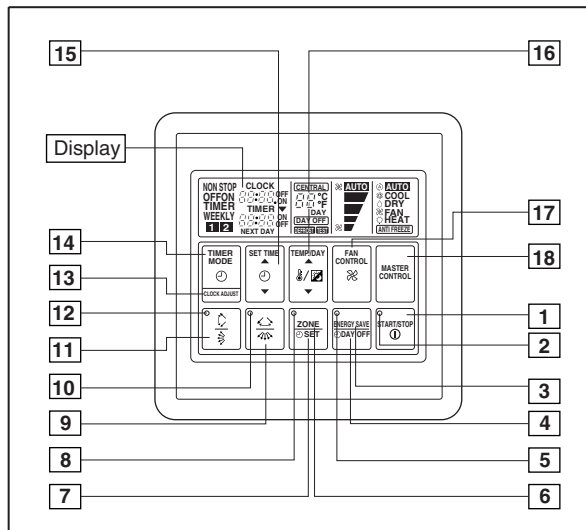 15
16
Display
NON STOP CLOCK
OFFON OFF
ON
TIMER TIMER
WEEKLY ON
OFF
1 2 NEXT DAY
CENTRAL
°C
°F
DAY
DAY OFF
DEFROST TEST
AUTO
AUTO
COOL
DRY
FAN
HEAT
ANTI FREEZE
17
14
TIMER MODE
SET TIME
TEMP/DAY
FAN CONTROL
MASTER CONTROL
18
13
CLOCK ADJUST
12
ZONE
SET
ENERGY SAVE
DAY OFF
START/STOP
1
2
11
10
3
9
4
8
5
7
6